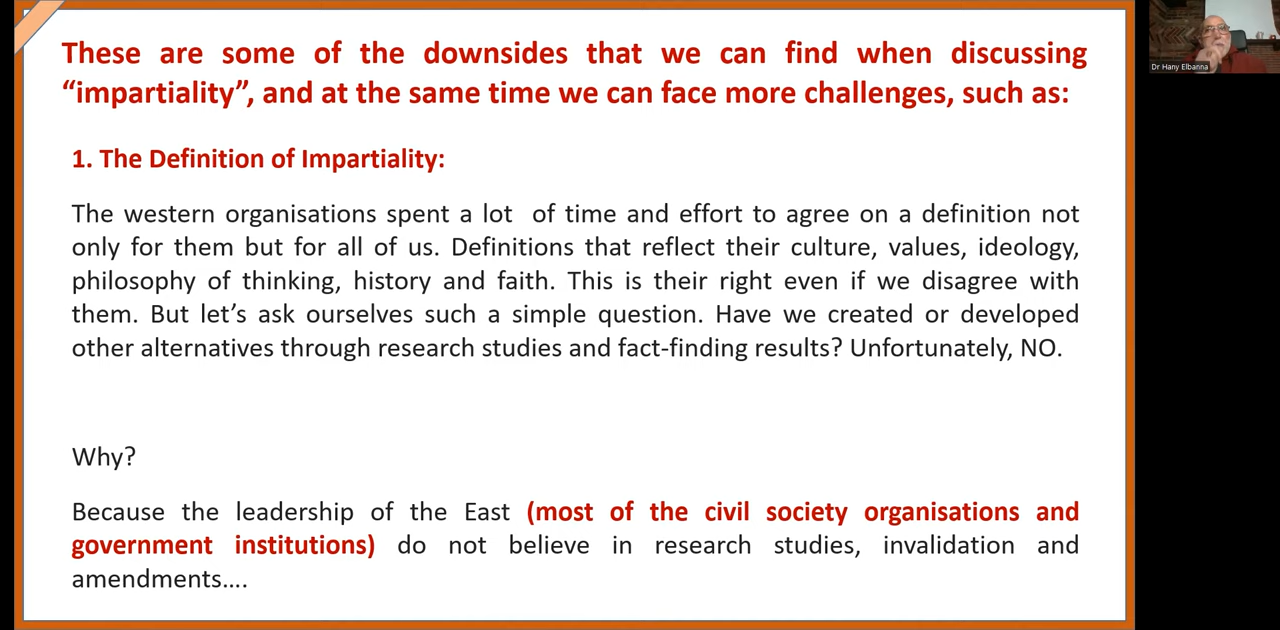 These are some of the downsides that we can find when discussing
“impartiality”, and at the same time we can face more challenges, such as:
1. The Definition of Impartiality:
The western organisations spent a lot of time and effort to agree on a definition not
only for them but for all of us. Definitions that reflect their culture, values, ideology,
philosophy of thinking, history and faith. This is their right even if we disagree with
them. But let’s ask ourselves such a simple question. Have we created or developed
other alternatives through research studies and fact-finding results? Unfortunately, NO.
Why?
Because the leadership of the East (most of the civil society organisations and
government institutions) do not believe in research studies, invalidation and
amendments....
Dr Hany Elbanna